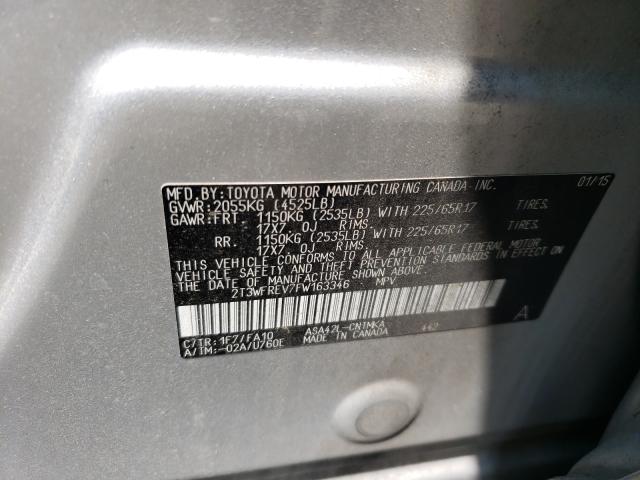 MFD. BY: TOYOTA MOTOR MANUFACTURING CANADA INC. 01/15
GVWR: 2055KG (4525LB)
GAWR: FRT 1150KG (2535LB) WITH 225/65R17 TIRES.
17X7.0J RIMS
RR. 1150KG (2535LB) WITH 225/65R17 TIRES.
17X7.0J RIMS
THIS VEHICLE CONFORMS TO ALL APPLICABLE FEDERAL MOTOR
VEHICLE SAFETY AND THEFT PREVENTION STANDARDS IN EFFECT ON
THE DATE OF MANUFACTURE SHOWN ABOVE.
2T3WFREV7FW163346 MPV
C/TR: 1F7/FA10 ASA42L-CNTMKA 442 A
A/TM: -02A/U760E MADE IN CANADA